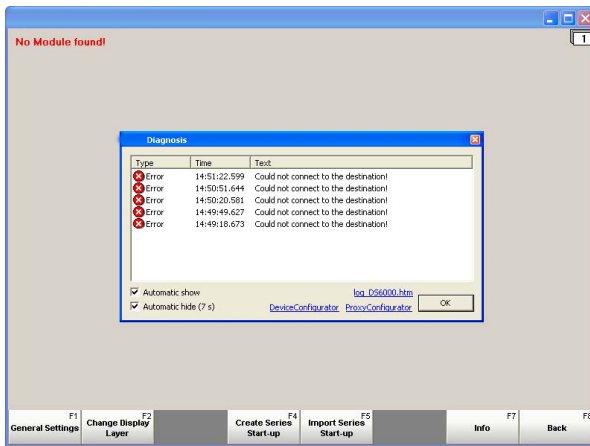 No Module found!
1
Diagnosis
Type Time Text
Error 14:51:22.599 Could not connect to the destination!
Error 14:50:51.644 Could not connect to the destination!
Error 14:50:20.581 Could not connect to the destination!
Error 14:49:49.627 Could not connect to the destination!
Error 14:49:18.673 Could not connect to the destination!
Automatic show
log_DS6000.htm
Automatic hide (7 s)
DeviceConfigurator ProxyConfigurator
OK
F1 F2 F4 F5 F7 F8
General Settings Change Display Create Series Import Series Info Back
Layer Start-up Start-up